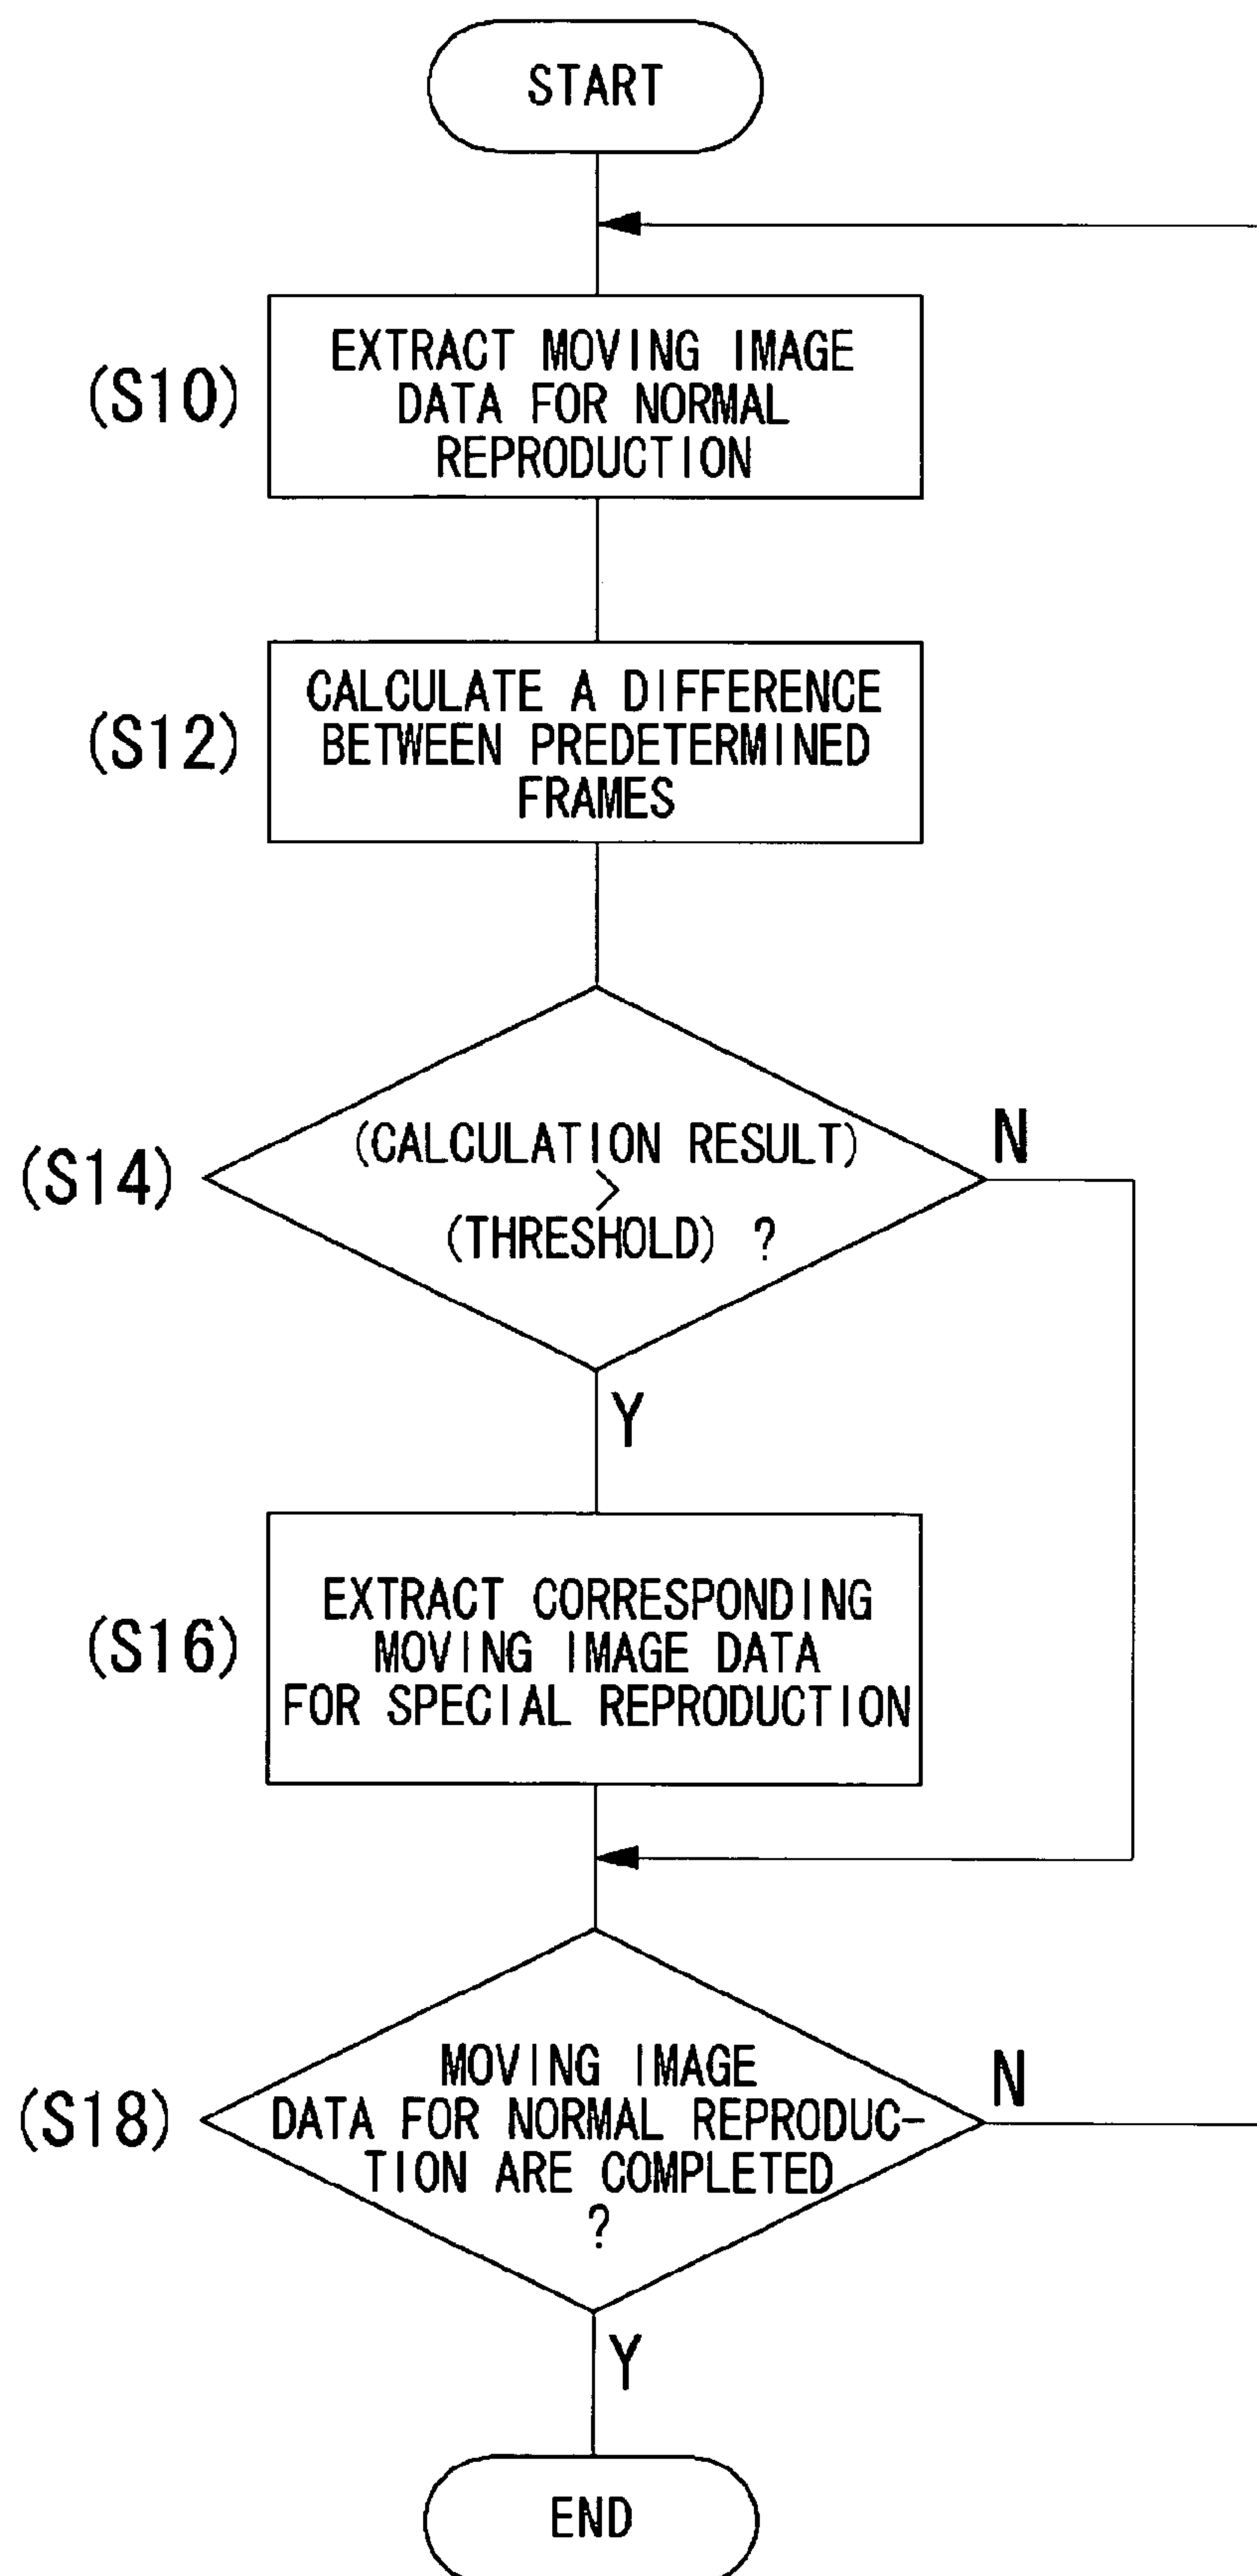 START
(S10)
EXTRACT MOVING IMAGE
DATA FOR NORMAL
REPRODUCTION
(S12)
CALCULATE A DIFFERENCE
BETWEEN PREDETERMINED
FRAMES
(S14)
(CALCULATION RESULT)
>
(THRESHOLD) ?
N
Y
(S16)
EXTRACT CORRESPONDING
MOVING IMAGE DATA
FOR SPECIAL REPRODUCTION
(S18)
MOVING IMAGE
DATA FOR NORMAL REPRODUC-
TION ARE COMPLETED
?
N
Y
END